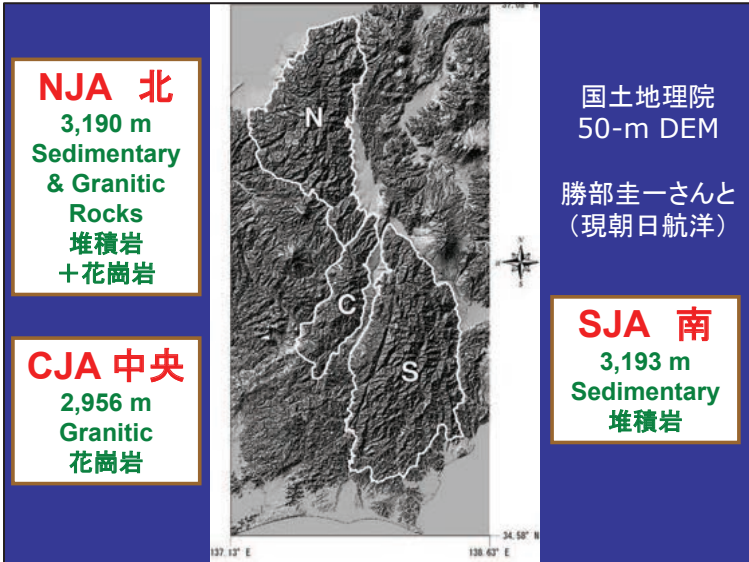 NJA 北
3,190 m
Sedimentary
& Granitic
Rocks
堆積岩
＋花崗岩
CJA 中央
2,956 m
Granitic
花崗岩
N
C
S
137.13° E
138.63° E
34.58° N
国土地理院
50-m DEM
勝部圭一さんと
（現朝日航洋）
SJA 南
3,193 m
Sedimentary
堆積岩